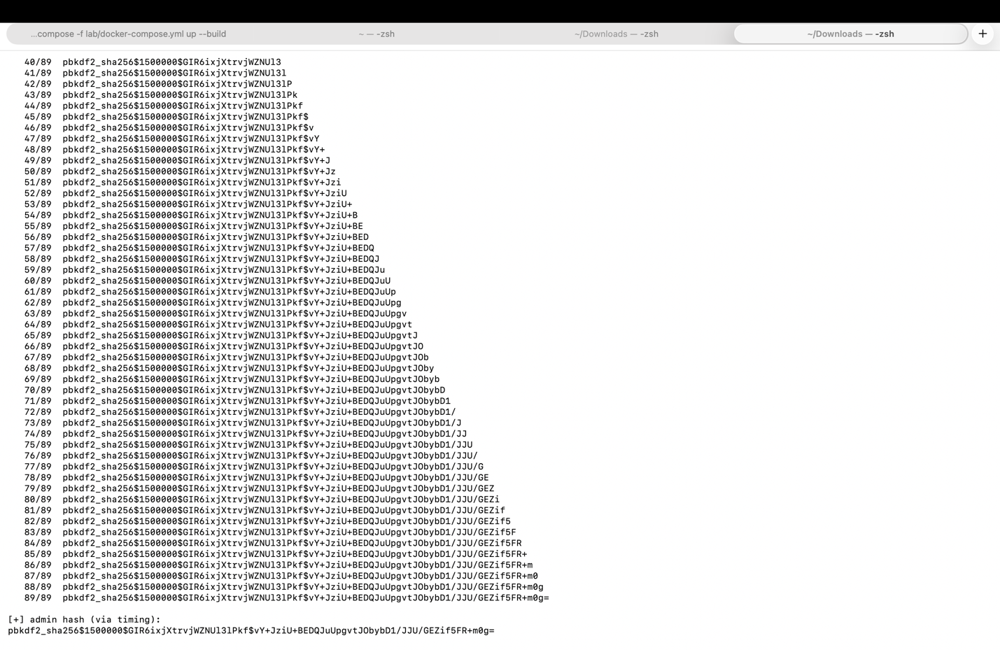 ...compose -f lab/docker-compose.yml up --build
~ — -zsh
~/Downloads — -zsh
~/Downloads — -zsh
+
40/89 pbkdf2_sha256$1500000$GIR6ixjXtrvjWZNUl3
41/89 pbkdf2_sha256$1500000$GIR6ixjXtrvjWZNUl3l
42/89 pbkdf2_sha256$1500000$GIR6ixjXtrvjWZNUl3lP
43/89 pbkdf2_sha256$1500000$GIR6ixjXtrvjWZNUl3lPk
44/89 pbkdf2_sha256$1500000$GIR6ixjXtrvjWZNUl3lPkf
45/89 pbkdf2_sha256$1500000$GIR6ixjXtrvjWZNUl3lPkf$
46/89 pbkdf2_sha256$1500000$GIR6ixjXtrvjWZNUl3lPkf$v
47/89 pbkdf2_sha256$1500000$GIR6ixjXtrvjWZNUl3lPkf$vY
48/89 pbkdf2_sha256$1500000$GIR6ixjXtrvjWZNUl3lPkf$vY+
49/89 pbkdf2_sha256$1500000$GIR6ixjXtrvjWZNUl3lPkf$vY+J
50/89 pbkdf2_sha256$1500000$GIR6ixjXtrvjWZNUl3lPkf$vY+Jz
51/89 pbkdf2_sha256$1500000$GIR6ixjXtrvjWZNUl3lPkf$vY+Jzi
52/89 pbkdf2_sha256$1500000$GIR6ixjXtrvjWZNUl3lPkf$vY+JziU
53/89 pbkdf2_sha256$1500000$GIR6ixjXtrvjWZNUl3lPkf$vY+JziU+
54/89 pbkdf2_sha256$1500000$GIR6ixjXtrvjWZNUl3lPkf$vY+JziU+B
55/89 pbkdf2_sha256$1500000$GIR6ixjXtrvjWZNUl3lPkf$vY+JziU+BE
56/89 pbkdf2_sha256$1500000$GIR6ixjXtrvjWZNUl3lPkf$vY+JziU+BED
57/89 pbkdf2_sha256$1500000$GIR6ixjXtrvjWZNUl3lPkf$vY+JziU+BEDQ
58/89 pbkdf2_sha256$1500000$GIR6ixjXtrvjWZNUl3lPkf$vY+JziU+BEDQJ
59/89 pbkdf2_sha256$1500000$GIR6ixjXtrvjWZNUl3lPkf$vY+JziU+BEDQJu
60/89 pbkdf2_sha256$1500000$GIR6ixjXtrvjWZNUl3lPkf$vY+JziU+BEDQJuU
61/89 pbkdf2_sha256$1500000$GIR6ixjXtrvjWZNUl3lPkf$vY+JziU+BEDQJuUp
62/89 pbkdf2_sha256$1500000$GIR6ixjXtrvjWZNUl3lPkf$vY+JziU+BEDQJuUpg
63/89 pbkdf2_sha256$1500000$GIR6ixjXtrvjWZNUl3lPkf$vY+JziU+BEDQJuUpgv
64/89 pbkdf2_sha256$1500000$GIR6ixjXtrvjWZNUl3lPkf$vY+JziU+BEDQJuUpgvt
65/89 pbkdf2_sha256$1500000$GIR6ixjXtrvjWZNUl3lPkf$vY+JziU+BEDQJuUpgvtJ
66/89 pbkdf2_sha256$1500000$GIR6ixjXtrvjWZNUl3lPkf$vY+JziU+BEDQJuUpgvtJO
67/89 pbkdf2_sha256$1500000$GIR6ixjXtrvjWZNUl3lPkf$vY+JziU+BEDQJuUpgvtJOb
68/89 pbkdf2_sha256$1500000$GIR6ixjXtrvjWZNUl3lPkf$vY+JziU+BEDQJuUpgvtJOby
69/89 pbkdf2_sha256$1500000$GIR6ixjXtrvjWZNUl3lPkf$vY+JziU+BEDQJuUpgvtJObyb
70/89 pbkdf2_sha256$1500000$GIR6ixjXtrvjWZNUl3lPkf$vY+JziU+BEDQJuUpgvtJObybD
71/89 pbkdf2_sha256$1500000$GIR6ixjXtrvjWZNUl3lPkf$vY+JziU+BEDQJuUpgvtJObybD1
72/89 pbkdf2_sha256$1500000$GIR6ixjXtrvjWZNUl3lPkf$vY+JziU+BEDQJuUpgvtJObybD1/
73/89 pbkdf2_sha256$1500000$GIR6ixjXtrvjWZNUl3lPkf$vY+JziU+BEDQJuUpgvtJObybD1/J
74/89 pbkdf2_sha256$1500000$GIR6ixjXtrvjWZNUl3lPkf$vY+JziU+BEDQJuUpgvtJObybD1/JJ
75/89 pbkdf2_sha256$1500000$GIR6ixjXtrvjWZNUl3lPkf$vY+JziU+BEDQJuUpgvtJObybD1/JJU
76/89 pbkdf2_sha256$1500000$GIR6ixjXtrvjWZNUl3lPkf$vY+JziU+BEDQJuUpgvtJObybD1/JJU/
77/89 pbkdf2_sha256$1500000$GIR6ixjXtrvjWZNUl3lPkf$vY+JziU+BEDQJuUpgvtJObybD1/JJU/G
78/89 pbkdf2_sha256$1500000$GIR6ixjXtrvjWZNUl3lPkf$vY+JziU+BEDQJuUpgvtJObybD1/JJU/GE
79/89 pbkdf2_sha256$1500000$GIR6ixjXtrvjWZNUl3lPkf$vY+JziU+BEDQJuUpgvtJObybD1/JJU/GEZ
80/89 pbkdf2_sha256$1500000$GIR6ixjXtrvjWZNUl3lPkf$vY+JziU+BEDQJuUpgvtJObybD1/JJU/GEZi
81/89 pbkdf2_sha256$1500000$GIR6ixjXtrvjWZNUl3lPkf$vY+JziU+BEDQJuUpgvtJObybD1/JJU/GEZif
82/89 pbkdf2_sha256$1500000$GIR6ixjXtrvjWZNUl3lPkf$vY+JziU+BEDQJuUpgvtJObybD1/JJU/GEZif5
83/89 pbkdf2_sha256$1500000$GIR6ixjXtrvjWZNUl3lPkf$vY+JziU+BEDQJuUpgvtJObybD1/JJU/GEZif5F
84/89 pbkdf2_sha256$1500000$GIR6ixjXtrvjWZNUl3lPkf$vY+JziU+BEDQJuUpgvtJObybD1/JJU/GEZif5FR
85/89 pbkdf2_sha256$1500000$GIR6ixjXtrvjWZNUl3lPkf$vY+JziU+BEDQJuUpgvtJObybD1/JJU/GEZif5FR+
86/89 pbkdf2_sha256$1500000$GIR6ixjXtrvjWZNUl3lPkf$vY+JziU+BEDQJuUpgvtJObybD1/JJU/GEZif5FR+m
87/89 pbkdf2_sha256$1500000$GIR6ixjXtrvjWZNUl3lPkf$vY+JziU+BEDQJuUpgvtJObybD1/JJU/GEZif5FR+m0
88/89 pbkdf2_sha256$1500000$GIR6ixjXtrvjWZNUl3lPkf$vY+JziU+BEDQJuUpgvtJObybD1/JJU/GEZif5FR+m0g
89/89 pbkdf2_sha256$1500000$GIR6ixjXtrvjWZNUl3lPkf$vY+JziU+BEDQJuUpgvtJObybD1/JJU/GEZif5FR+m0g=
[+] admin hash (via timing):
pbkdf2_sha256$1500000$GIR6ixjXtrvjWZNUl3lPkf$vY+JziU+BEDQJuUpgvtJObybD1/JJU/GEZif5FR+m0g=